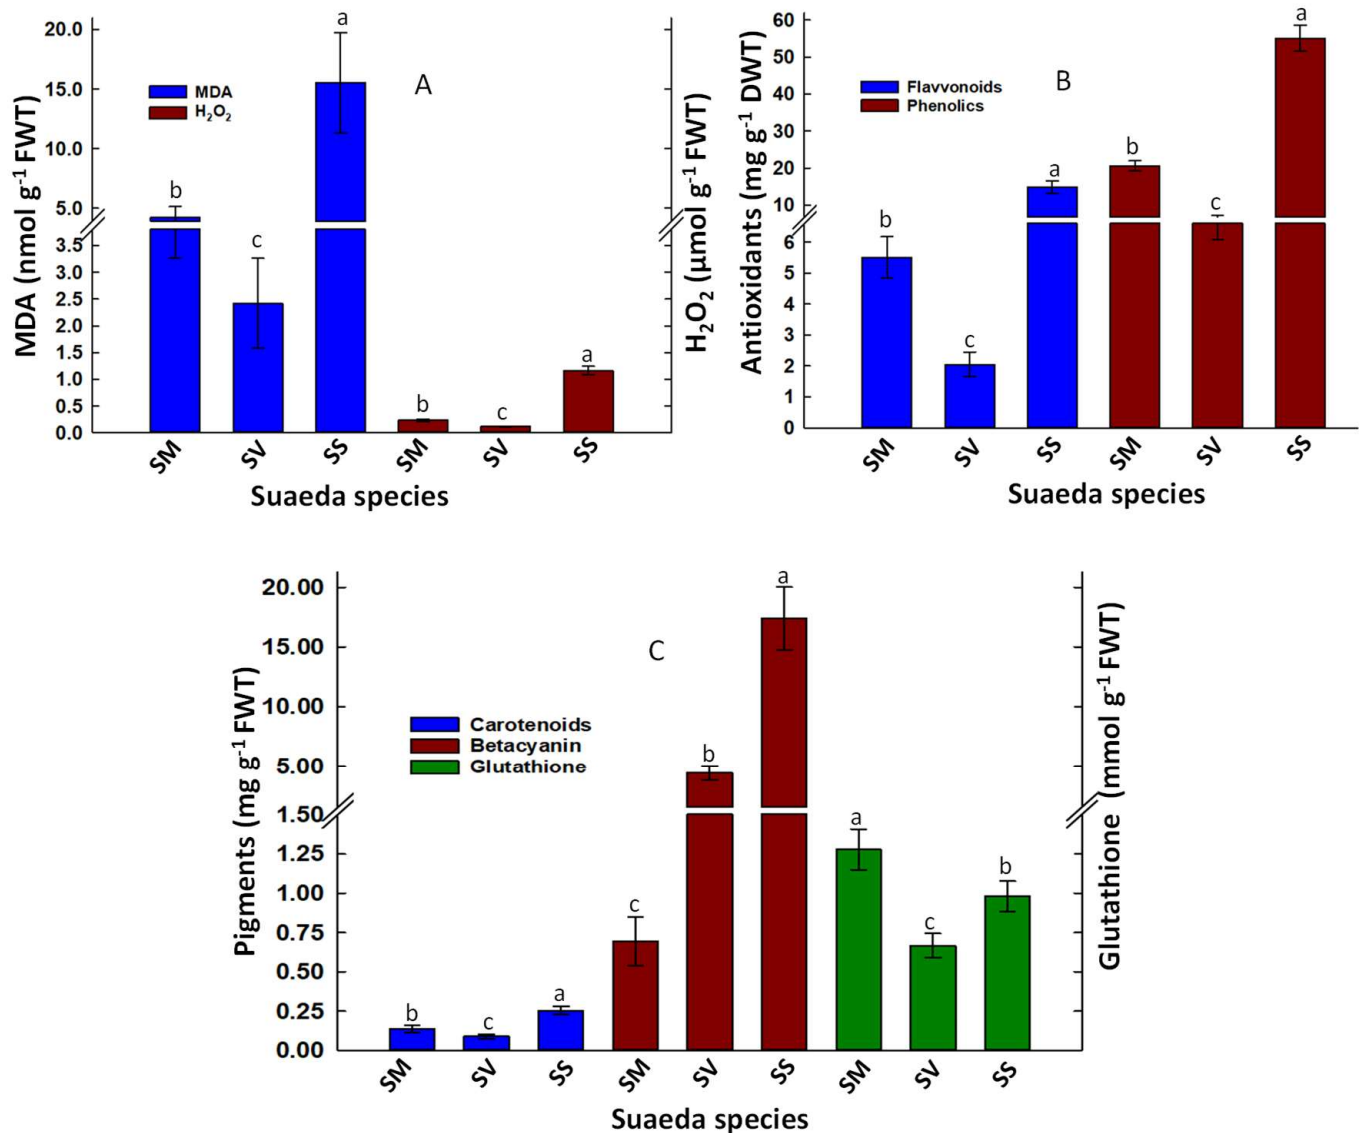 20.0
15.0
10.0
5.0
3.5
3.0
2.5
2.0
1.5
1.0
0.5
0.0
MDA (nmol g-1 FWT)
MDA
H2O2
A
b
c
a
b
c
a
SM
SV
SS
SM
SV
SS
Suaeda species
H2O2 (μmol g-1 FWT)
60
50
40
30
20
10
6
5
4
3
2
1
0
Antioxidants (mg g-1 DWT)
Flavvonoids
Phenolics
B
b
c
a
b
c
a
SM
SV
SS
SM
SV
SS
Suaeda species
20.00
15.00
10.00
5.00
1.50
1.25
1.00
0.75
0.50
0.25
0.00
Pigments (mg g-1 FWT)
Carotenoids
Betacyanin
Glutathione
C
b
c
a
c
b
a
a
c
b
SM
SV
SS
SM
SV
SS
SM
SV
SS
Suaeda species
Glutathione (mmol g-1 FWT)